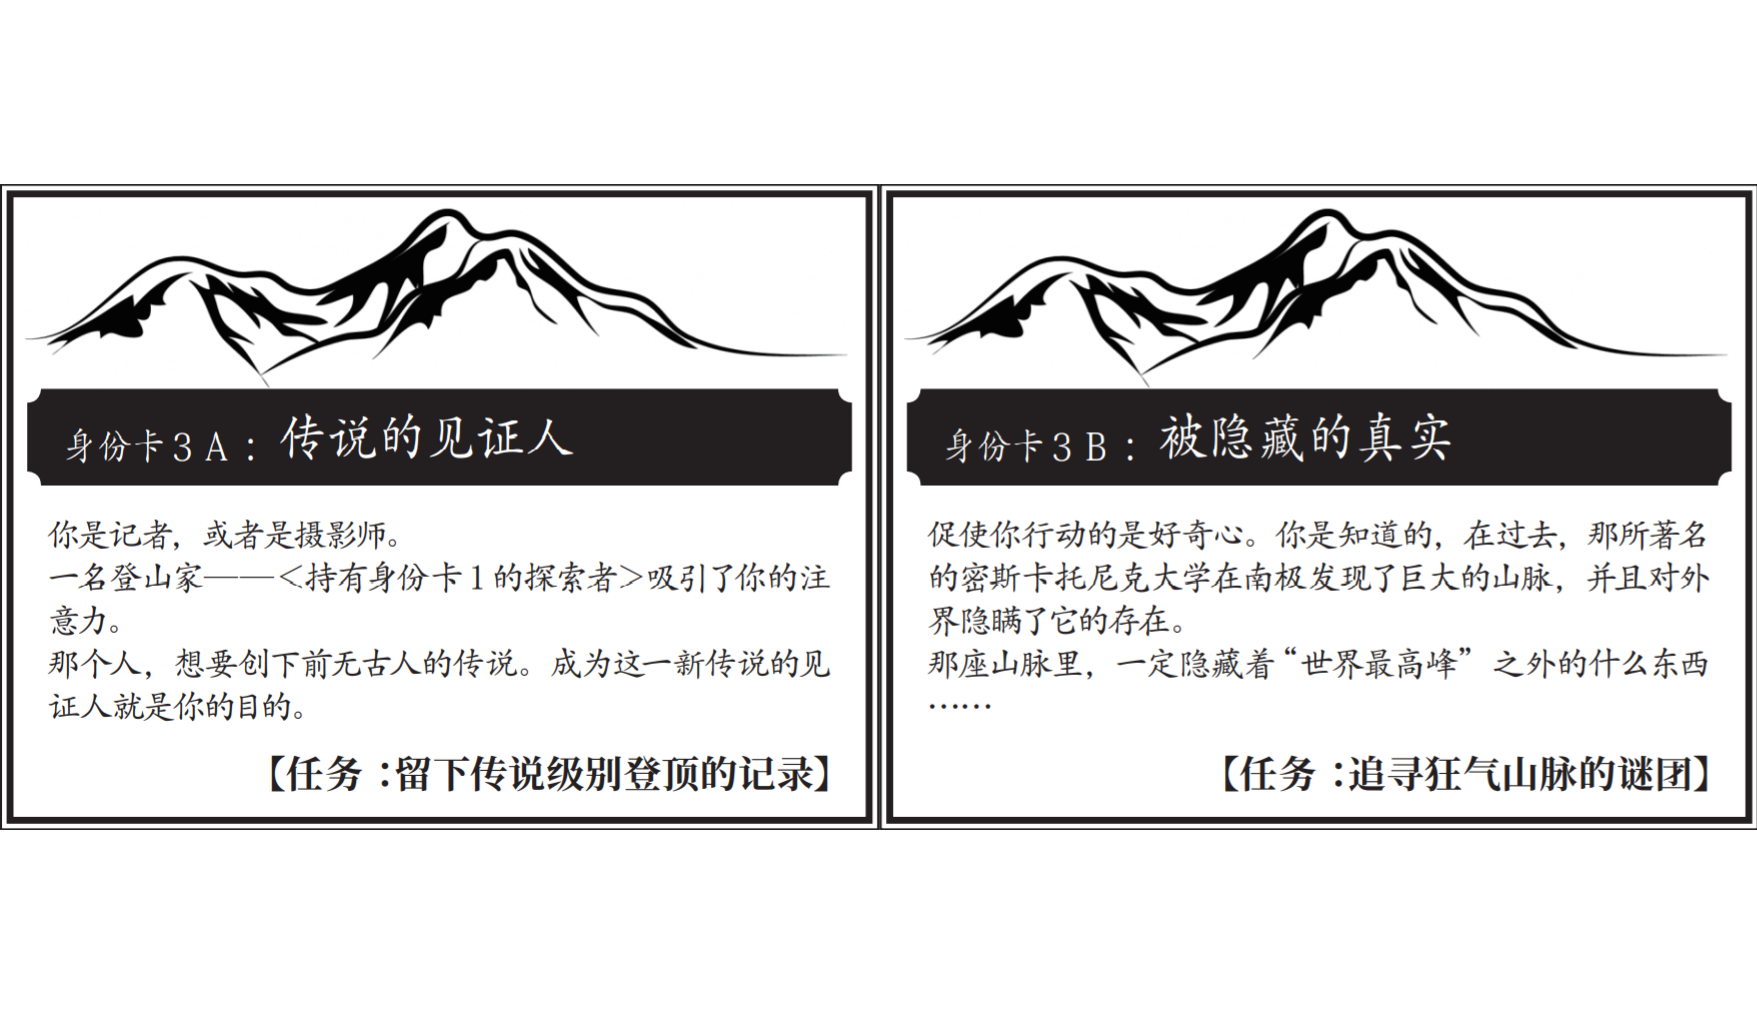 身份卡3A：传说的见证人
你是记者，或者是摄影师。
一名登山家——＜持有身份卡1的探索者＞吸引了你的注
意力。
那个人，想要创下前无古人的传说。成为这一新传说的见
证人就是你的目的。
【任务：留下传说级别登顶的记录】
身份卡3B：被隐藏的真实
促使你行动的是好奇心。你是知道的，在过去，那所著名
的密斯卡托尼克大学在南极发现了巨大的山脉，并且对外
界隐瞒了它的存在。
那座山脉里，一定隐藏着“世界最高峰”之外的什么东西
……
【任务：追寻狂气山脉的谜团】